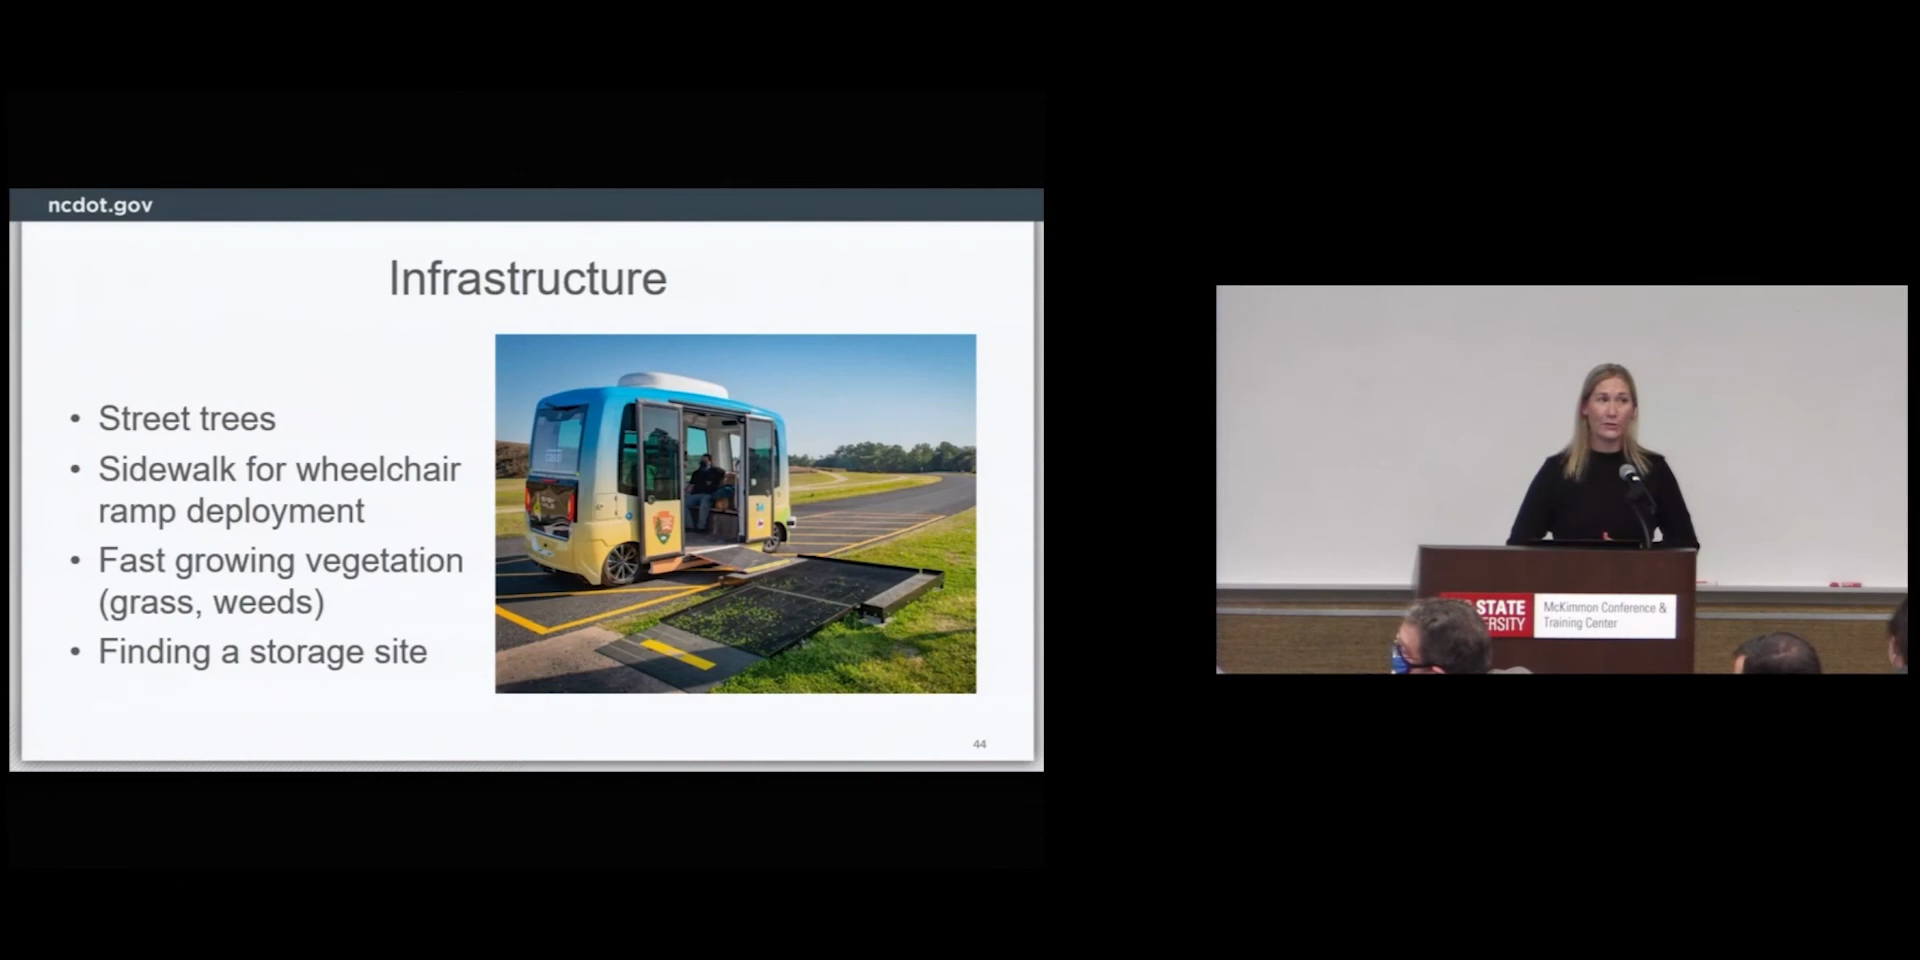 ncdot.gov
Infrastructure
• Street trees
• Sidewalk for wheelchair
ramp deployment
• Fast growing vegetation
(grass, weeds)
• Finding a storage site
44
STATE
ERSITY
McKimmon Conference &
Training Center